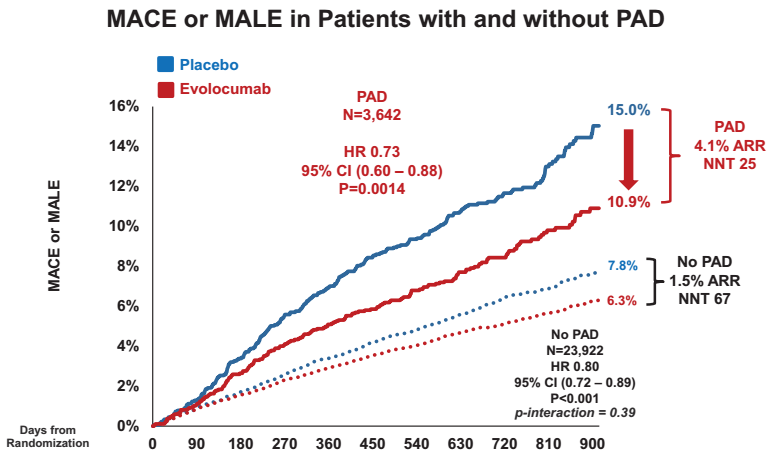 MACE or MALE in Patients with and without PAD
Placebo
Evolocumab
PAD
N=3,642
HR 0.73
95% CI (0.60 – 0.88)
P=0.0014
MACE or MALE
16%
14%
12%
10%
8%
6%
4%
2%
0%
15.0%
10.9%
PAD
4.1% ARR
NNT 25
7.8%
6.3%
No PAD
1.5% ARR
NNT 67
No PAD
N=23,922
HR 0.80
95% CI (0.72 – 0.89)
P<0.001
p-interaction = 0.39
Days from
Randomization
0 90 180 270 360 450 540 630 720 810 900